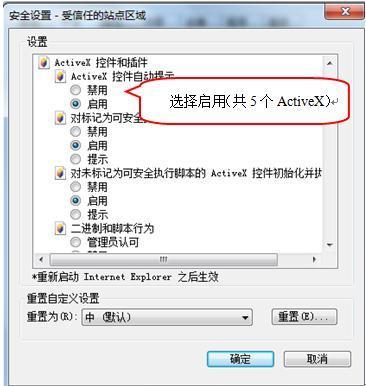 安全设置 - 受信任的站点区域
设置
ActiveX 控件和插件
ActiveX 控件自动提示
禁用
启用
选择启用(共 5 个 ActiveX)
对标记为可安全
禁用
启用
提示
对未标记为可安全执行脚本的 ActiveX 控件初始化并执
禁用
启用
提示
二进制和脚本行为
管理员认可
*重新启动 Internet Explorer 之后生效
重置自定义设置
重置为(R): 中 (默认) 重置(E)...
确定 取消